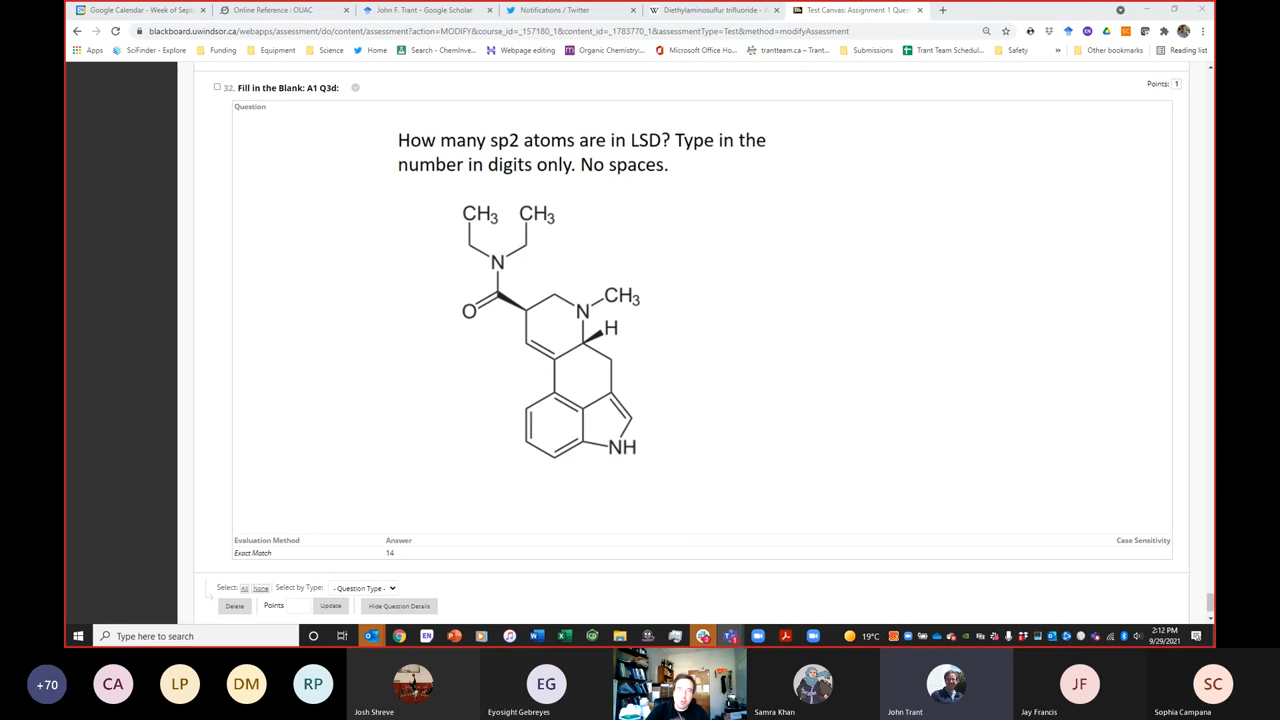 Google Calendar - Week of Sep
Online Reference : OUAC
John F. Trant - Google Scholar
Notifications / Twitter
Diethylaminosulfur trifluoride - W
Test Canvas: Assignment 1 Quest
blackboard.uwindsor.ca/webapps/assessment/do/content/assessment?action=MODIFY&course_id=_157180_1&content_id=_1783770_1&assessmentType=Test&method=modifyAssessment
Apps
SciFinder - Explore
Funding
Equipment
Search - ChemInve...
Webpage editing
Organic Chemistry:...
Microsoft Office Ho...
trantteam.ca – Trant...
Submissions
Trant Team Schedul...
Safety
»
Other bookmarks
Reading list
32. Fill in the Blank: A1 Q3d:
Points: 1
Question
How many sp2 atoms are in LSD? Type in the
number in digits only. No spaces.
CH3 CH3
N
O
N
CH3
H
NH
Evaluation Method
Answer
Case Sensitivity
Exact Match
14
Select: All None Select by Type: - Question Type -
Delete
Points
Update
Hide Question Details
Type here to search
19°C
2:12 PM
9/29/2021
+70
CA
LP
DM
RP
EG
JF
SC
Josh Shreve
Eyosight Gebreyes
Samra Khan
John Trant
Jay Francis
Sophia Campana